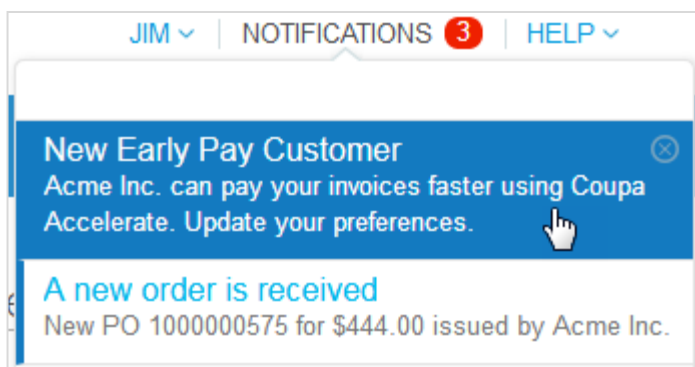 JIM NOTIFICATIONS 3 HELP
New Early Pay Customer
Acme Inc. can pay your invoices faster using Coupa
Accelerate. Update your preferences.
A new order is received
New PO 1000000575 for $444.00 issued by Acme Inc.